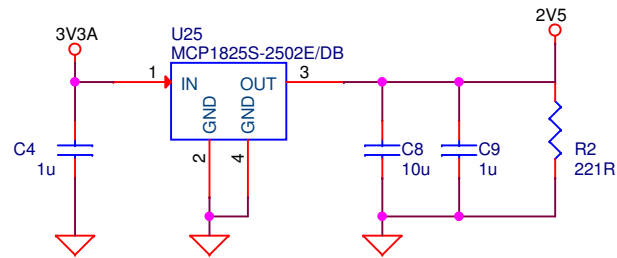 3V3A
U25
MCP1825S-2502E/DB
2V5
1
IN
OUT
3
GND
GND
2
4
C4
1u
C8
10u
C9
1u
R2
221R